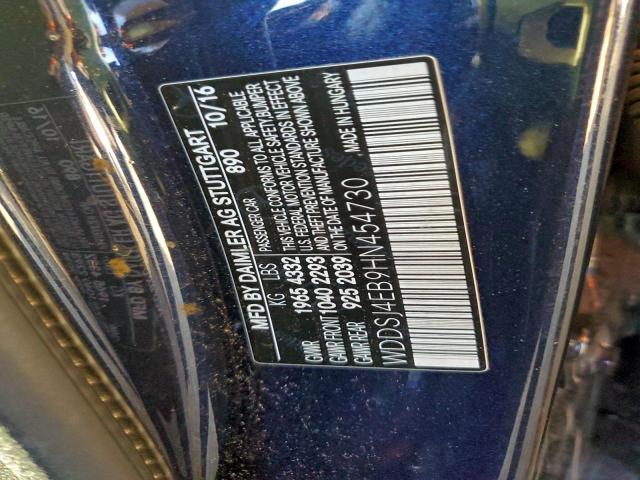 MFD BY DAIMLER AG STUTTGART 10/16
KG LBS PASSENGER CAR 890
GVWR 1965 4332 THIS VEHICLE CONFORMS TO ALL APPLICABLE
GAWR FRONT 1040 2293 U.S. FEDERAL MOTOR VEHICLE SAFETY, BUMPER
GAWR REAR 925 2039 & THEFT PREVENTION STANDARDS IN EFFECT
ON THE DATE OF MANUFACTURE SHOWN ABOVE
WDDSJ4EB9HN454730 MADE IN HUNGARY